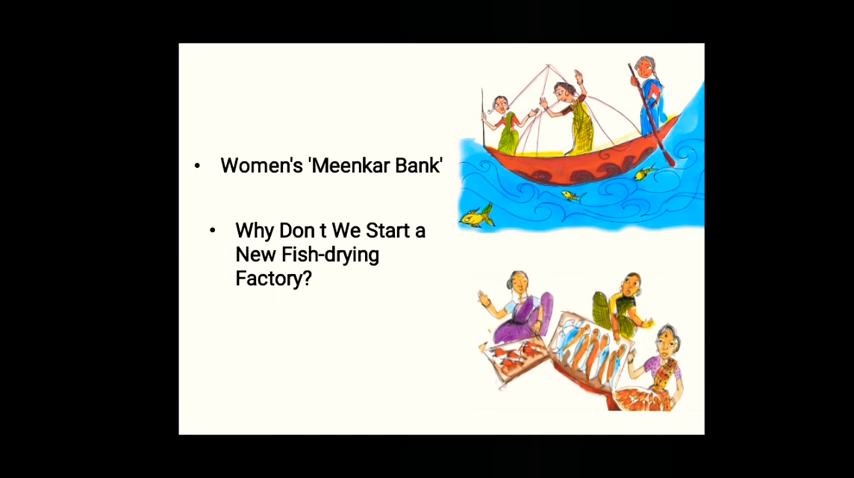 • Women's 'Meenkar Bank'
• Why Don t We Start a
New Fish-drying
Factory?